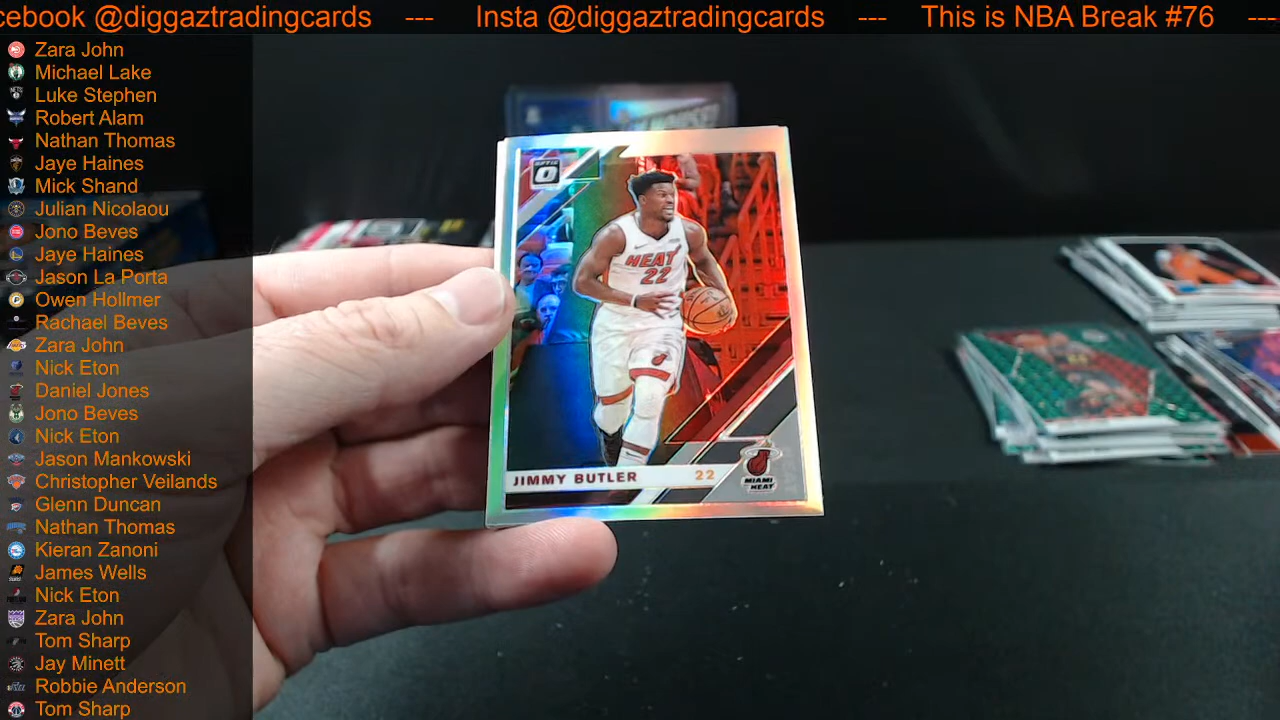 cebook @diggaztradingcards --- Insta @diggaztradingcards --- This is NBA Break #76 ---
Zara John
Michael Lake
Luke Stephen
Robert Alam
Nathan Thomas
Jaye Haines
Mick Shand
Julian Nicolaou
Jono Beves
Jaye Haines
Jason La Porta
Owen Hollmer
Rachael Beves
Zara John
Nick Eton
Daniel Jones
Jono Beves
Nick Eton
Jason Mankowski
Christopher Veilands
Glenn Duncan
Nathan Thomas
Kieran Zanoni
James Wells
Nick Eton
Zara John
Tom Sharp
Jay Minett
Robbie Anderson
Tom Sharp
OPTIC
HEAT
22
JIMMY BUTLER 22
MIAMI
HEAT